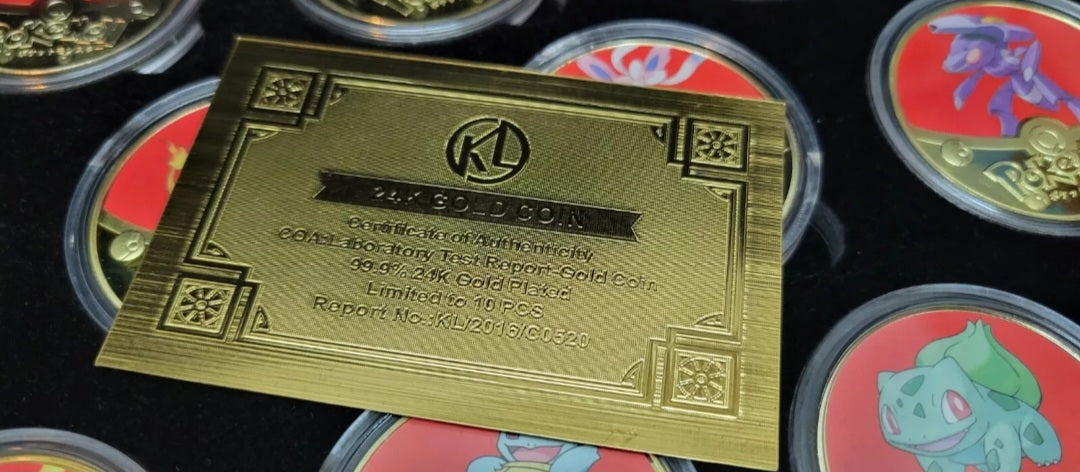 Pokémon
KL
24K GOLD COIN
Certificate of Authenticity
COA:Laboratory Test Report-Gold Coin
99.9% 24K Gold Plated
Limited to 10 PCS
Report No.:KL/2016/C0520